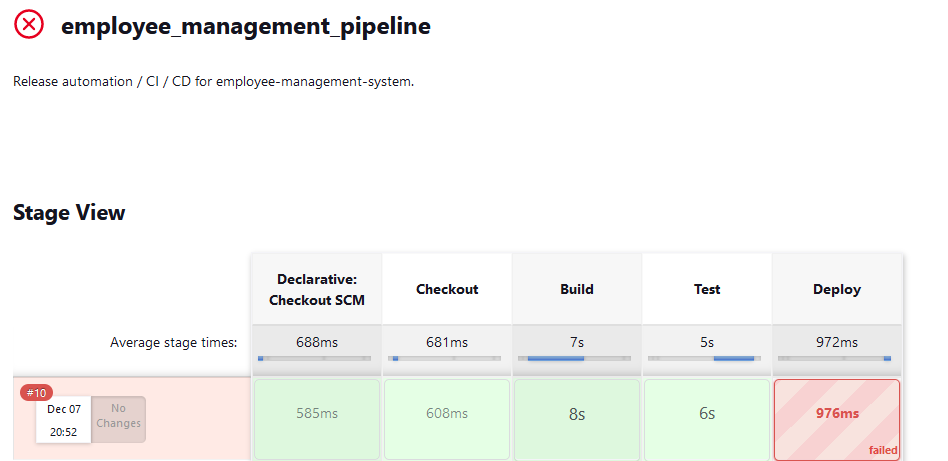 employee_management_pipeline
Release automation / CI / CD for employee-management-system.
Stage View
Declarative:
Checkout SCM
Checkout
Build
Test
Deploy
Average stage times:
688ms
681ms
7s
5s
972ms
#10
Dec 07
20:52
No
Changes
585ms
608ms
8s
6s
976ms
failed